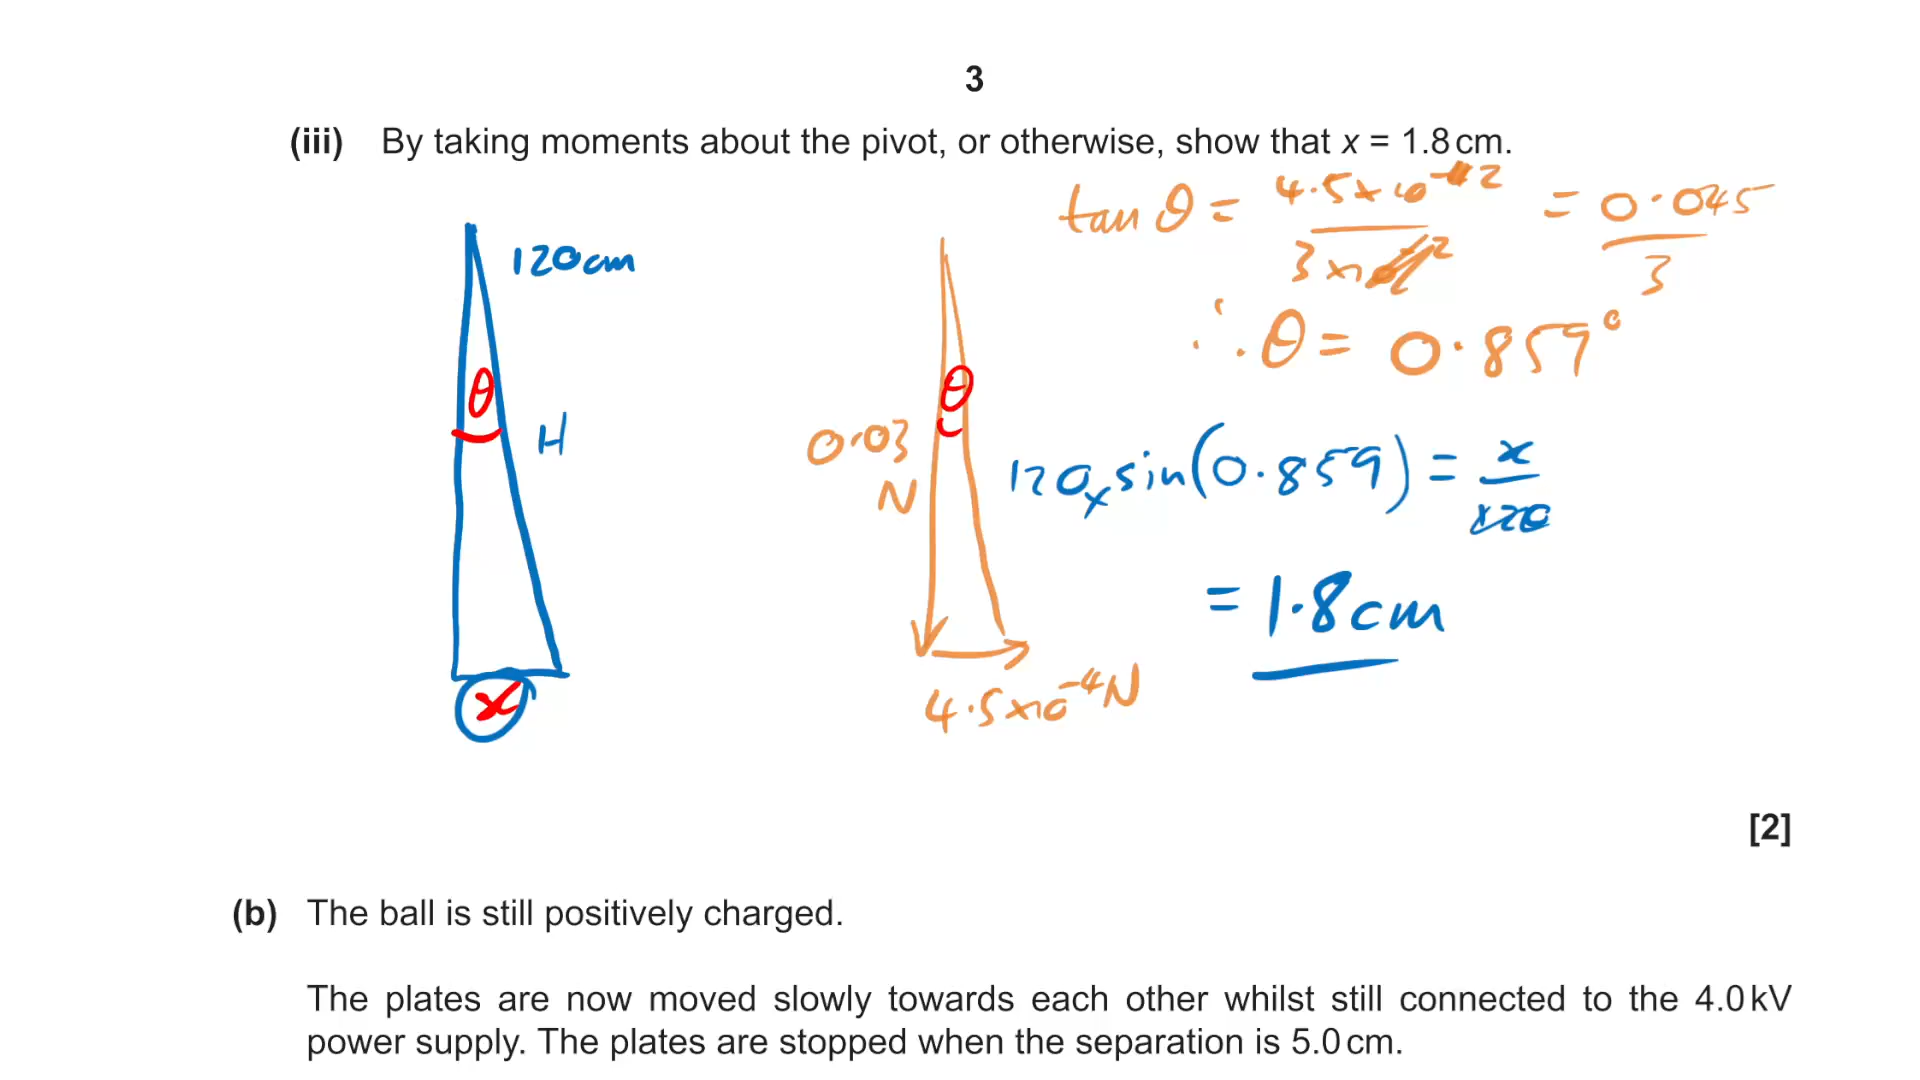 3
(iii) By taking moments about the pivot, or otherwise, show that x = 1.8 cm.
tan θ = 4.5×10⁻² / 3 = 0.045 / 3
∴ θ = 0.859°
120 × sin(0.859) = x / 120
= 1.8cm
120cm
θ
H
x
θ
0.03
N
4.5×10⁻⁴N
[2]
(b) The ball is still positively charged.
The plates are now moved slowly towards each other whilst still connected to the 4.0 kV
power supply. The plates are stopped when the separation is 5.0 cm.